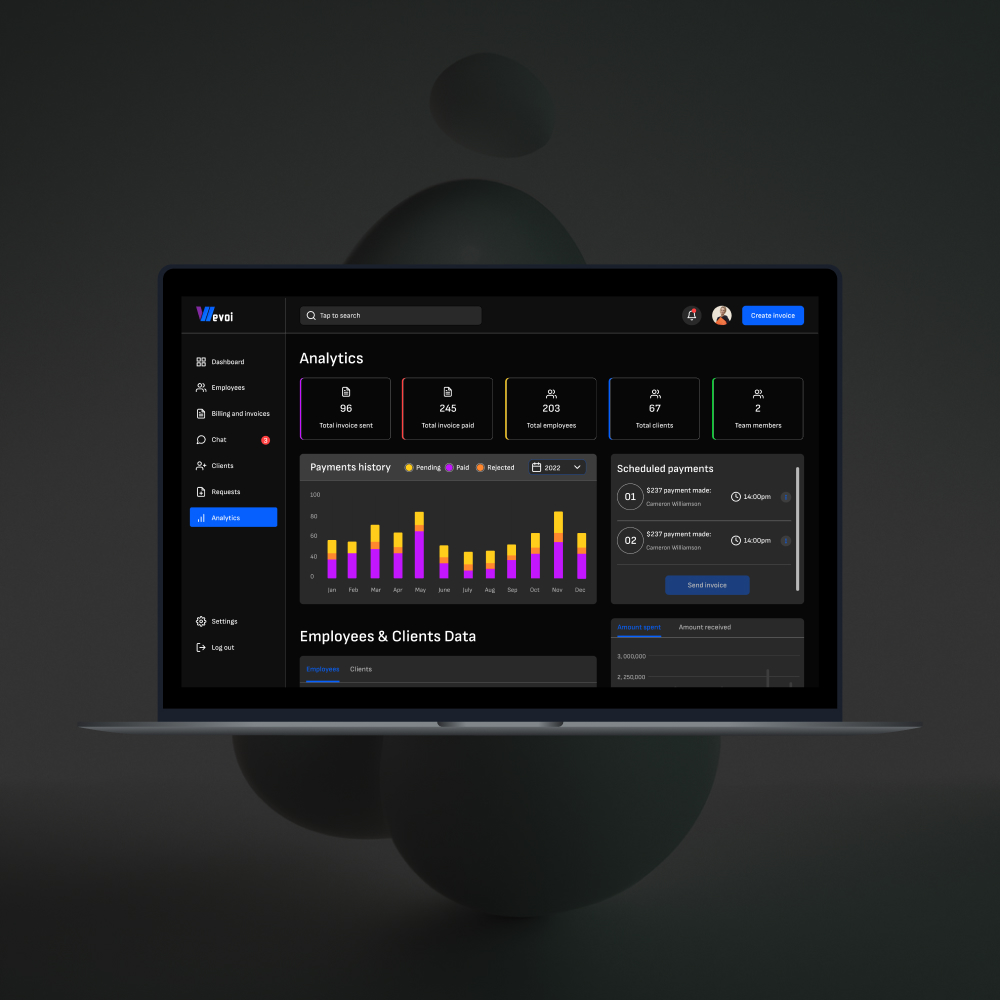 Wevoi
Tap to search
Create invoice
Dashboard
Employees
Billing and invoices
Chat
Clients
Requests
Analytics
Settings
Log out
Analytics
96
Total invoice sent
245
Total invoice paid
203
Total employees
67
Total clients
2
Team members
Payments history
Pending Paid Rejected
2022
100
80
60
40
0
Jan Feb Mar Apr May June July Aug Sep Oct Nov Dec
Scheduled payments
01
$237 payment made:
Cameron Williamson
14:00pm
02
$237 payment made:
Cameron Williamson
14:00pm
Send invoice
Employees & Clients Data
Employees Clients
Amount spent Amount received
3,000,000
2,250,000